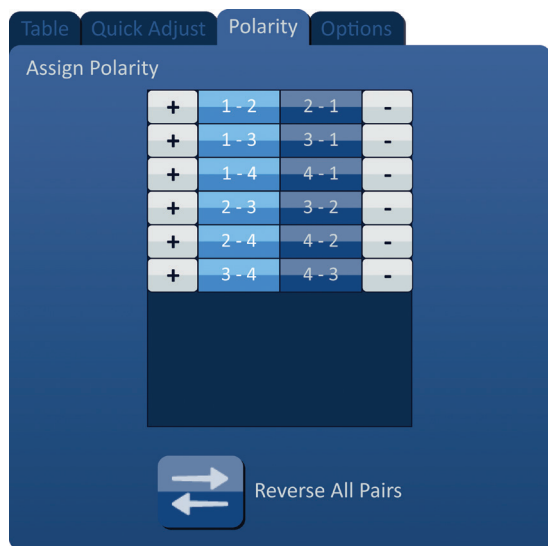 Table Quick Adjust Polarity Options
Assign Polarity
+ 1 - 2 2 - 1 -
+ 1 - 3 3 - 1 -
+ 1 - 4 4 - 1 -
+ 2 - 3 3 - 2 -
+ 2 - 4 4 - 2 -
+ 3 - 4 4 - 3 -
Reverse All Pairs